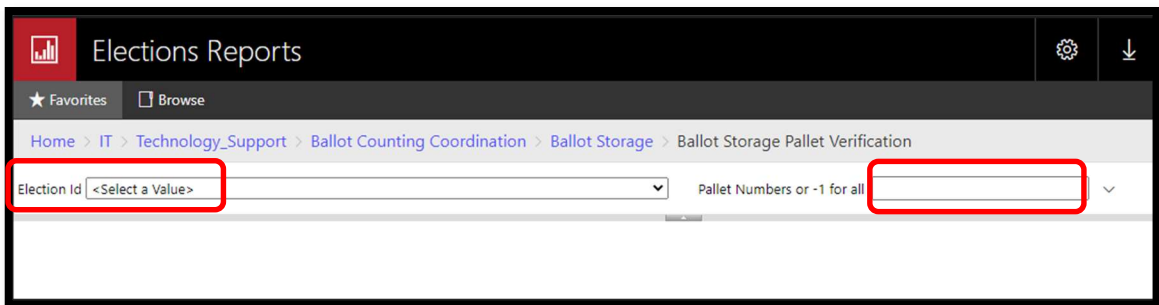 Elections Reports
Favorites Browse
Home > IT > Technology_Support > Ballot Counting Coordination > Ballot Storage > Ballot Storage Pallet Verification
Election Id <Select a Value> Pallet Numbers or -1 for all